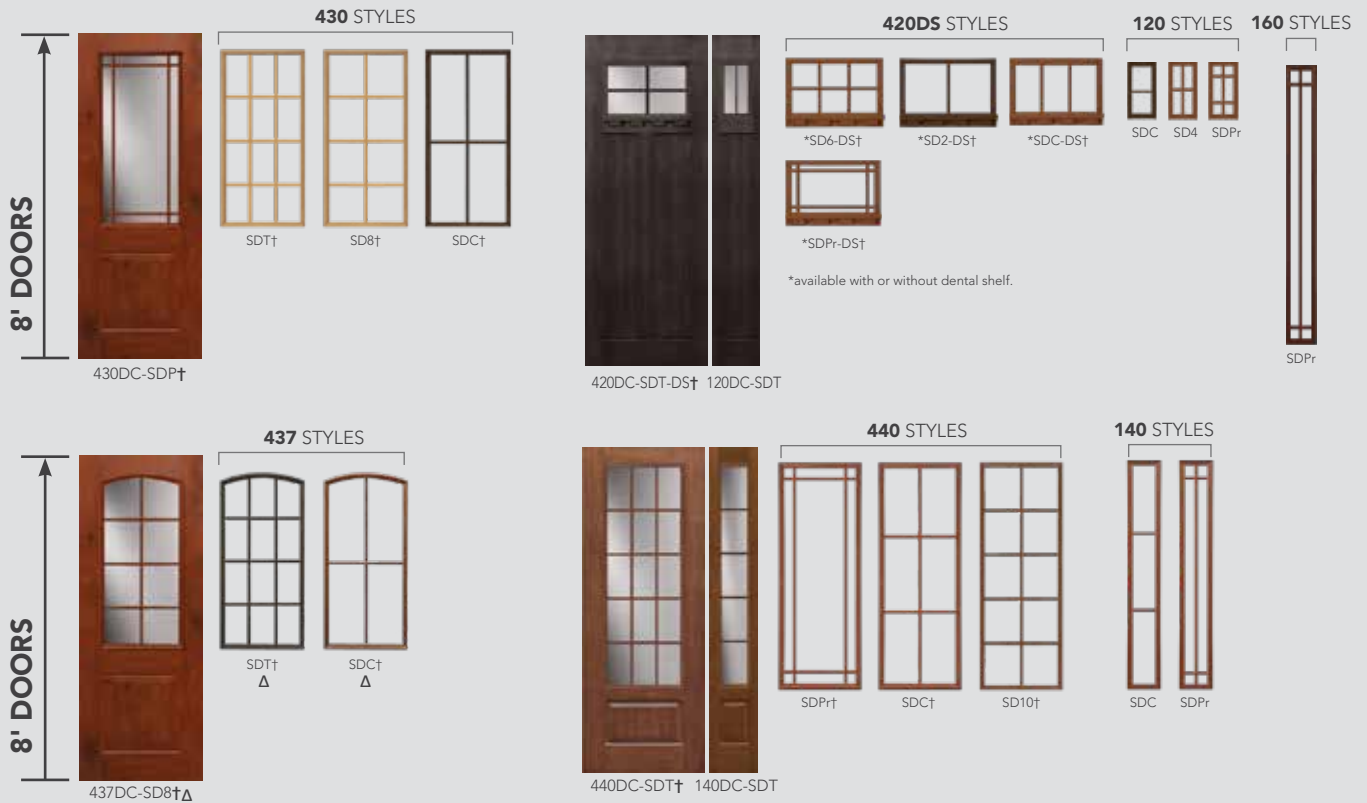 430 STYLES
8' DOORS
430DC-SDP†
SDT†
SD8†
SDC†
420DS STYLES
120 STYLES
160 STYLES
420DC-SDT-DS†
120DC-SDT
*SD6-DS†
*SD2-DS†
*SDC-DS†
*SDPr-DS†
*available with or without dental shelf.
SDC
SD4
SDPr
SDPr
437 STYLES
8' DOORS
437DC-SD8†Δ
SDT†
Δ
SDC†
Δ
440 STYLES
140 STYLES
440DC-SDT†
140DC-SDT
SDPr†
SDC†
SD10†
SDC
SDPr